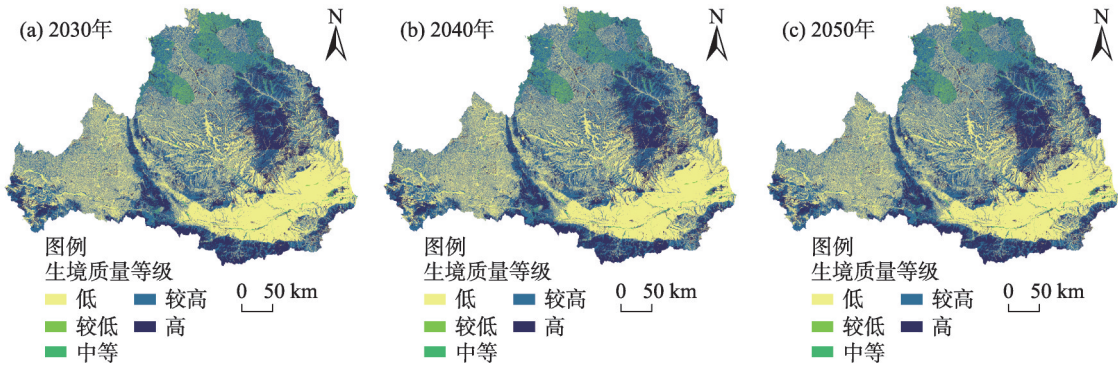 (a) 2030年
N
图例
生境质量等级
低
较高
较低
高
中等
0 50 km
(b) 2040年
N
图例
生境质量等级
低
较高
较低
高
中等
0 50 km
(c) 2050年
N
图例
生境质量等级
低
较高
较低
高
中等
0 50 km